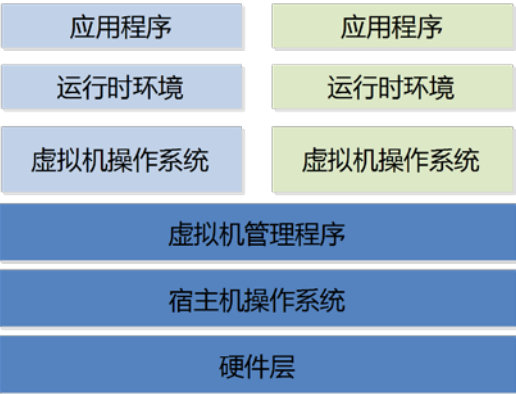 应用程序
应用程序
运行时环境
运行时环境
虚拟机操作系统
虚拟机操作系统
虚拟机管理程序
宿主机操作系统
硬件层